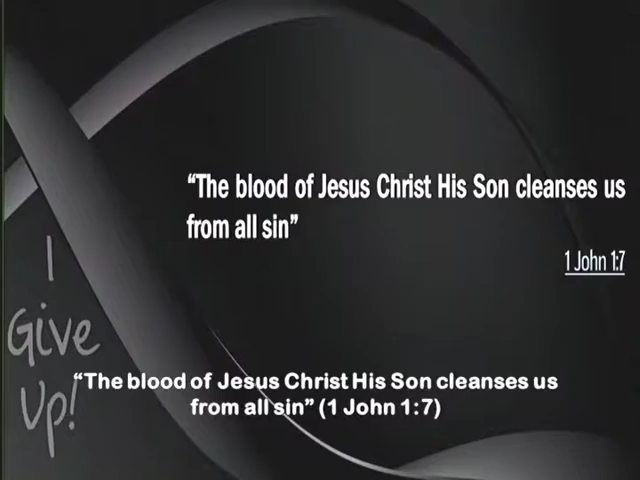 “The blood of Jesus Christ His Son cleanses us
from all sin”
1 John 1:7
I
Give
Up!
“The blood of Jesus Christ His Son cleanses us
from all sin” (1 John 1:7)